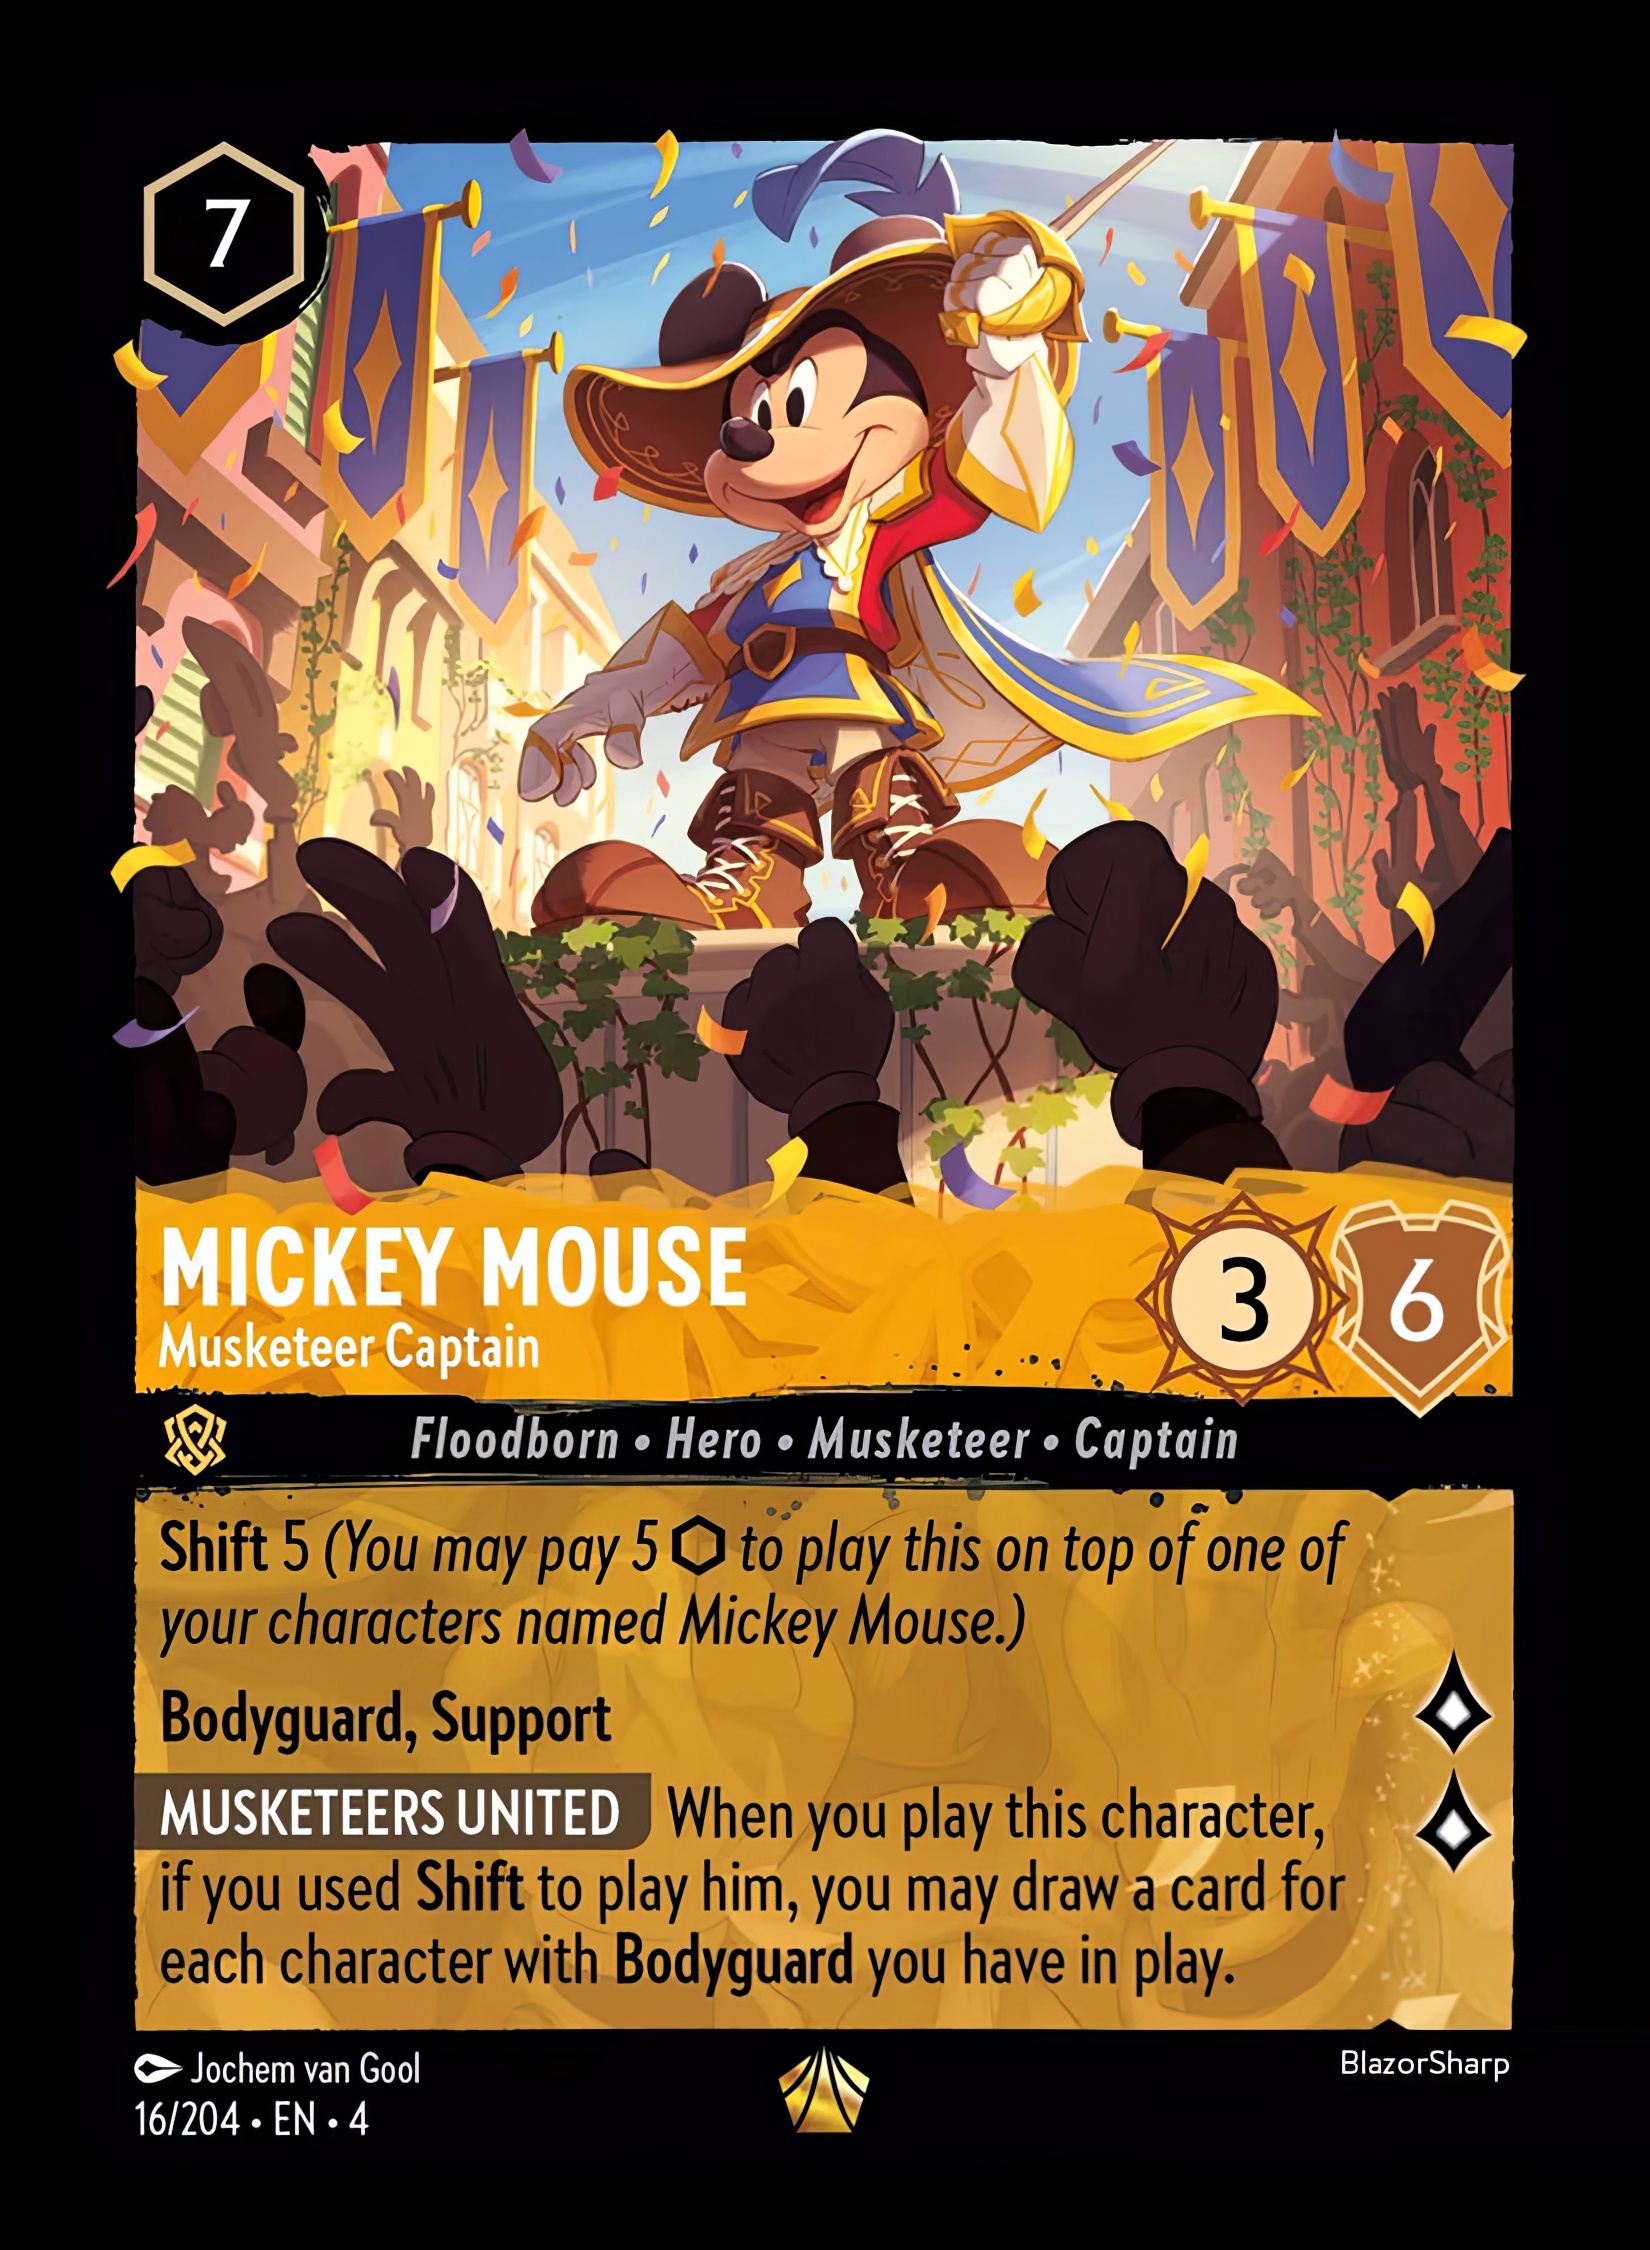 7
MICKEY MOUSE
Musketeer Captain
3
6
Floodborn • Hero • Musketeer • Captain
Shift 5 (You may pay 5 ⬡ to play this on top of one of
your characters named Mickey Mouse.)
Bodyguard, Support
MUSKETEERS UNITED When you play this character,
if you used Shift to play him, you may draw a card for
each character with Bodyguard you have in play.
Jochem van Gool
BlazorSharp
16/204 • EN • 4